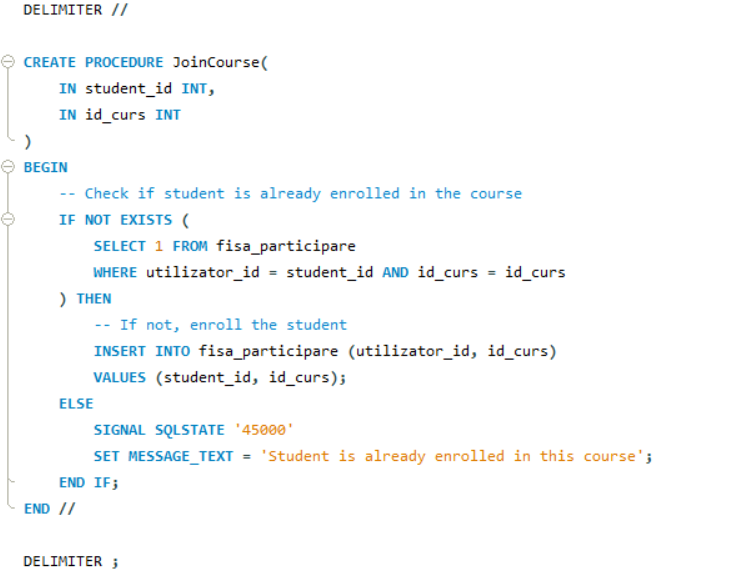 DELIMITER //
CREATE PROCEDURE JoinCourse(
    IN student_id INT,
    IN id_curs INT
)
BEGIN
    -- Check if student is already enrolled in the course
    IF NOT EXISTS (
        SELECT 1 FROM fisa_participare
        WHERE utilizator_id = student_id AND id_curs = id_curs
    ) THEN
        -- If not, enroll the student
        INSERT INTO fisa_participare (utilizator_id, id_curs)
        VALUES (student_id, id_curs);
    ELSE
        SIGNAL SQLSTATE '45000'
        SET MESSAGE_TEXT = 'Student is already enrolled in this course';
    END IF;
END //
DELIMITER ;